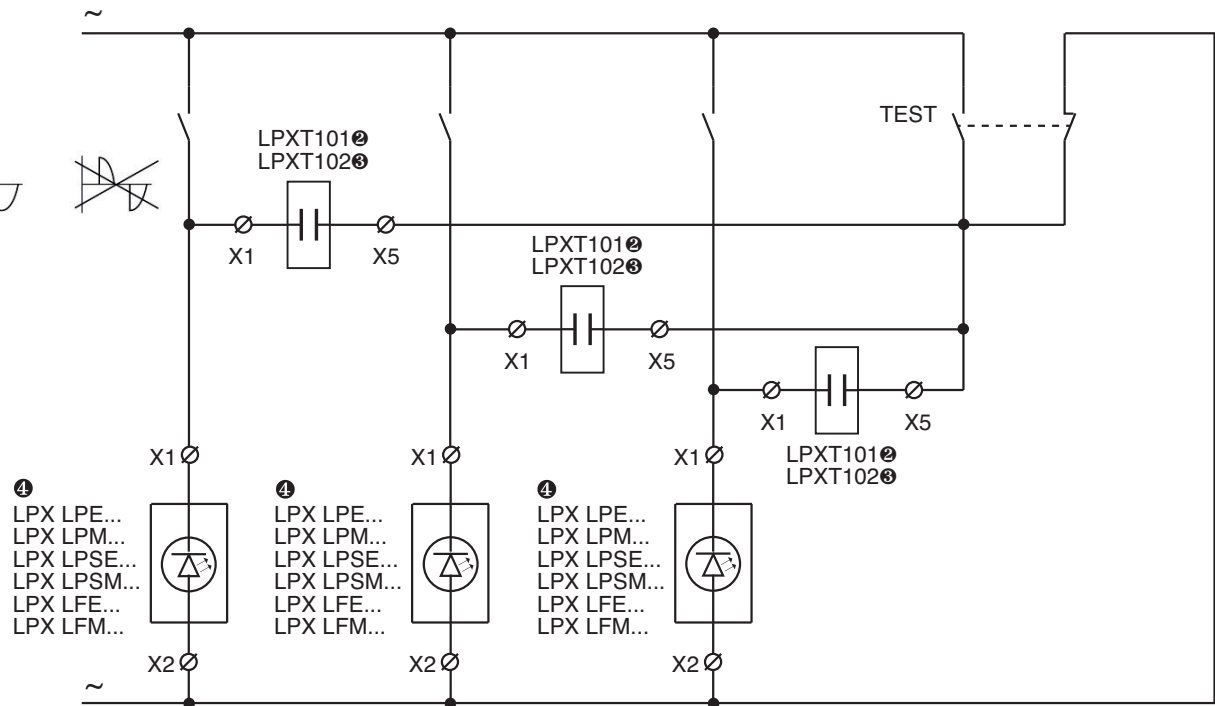 ~
TEST
LPXT101❷
LPXT102❸
X1
X5
LPXT101❷
LPXT102❸
X1
X5
X1
X5
LPXT101❷
LPXT102❸
X1
X1
X1
❹
LPX LPE...
LPX LPM...
LPX LPSE...
LPX LPSM...
LPX LFE...
LPX LFM...
❹
LPX LPE...
LPX LPM...
LPX LPSE...
LPX LPSM...
LPX LFE...
LPX LFM...
❹
LPX LPE...
LPX LPM...
LPX LPSE...
LPX LPSM...
LPX LFE...
LPX LFM...
X2
X2
X2
~